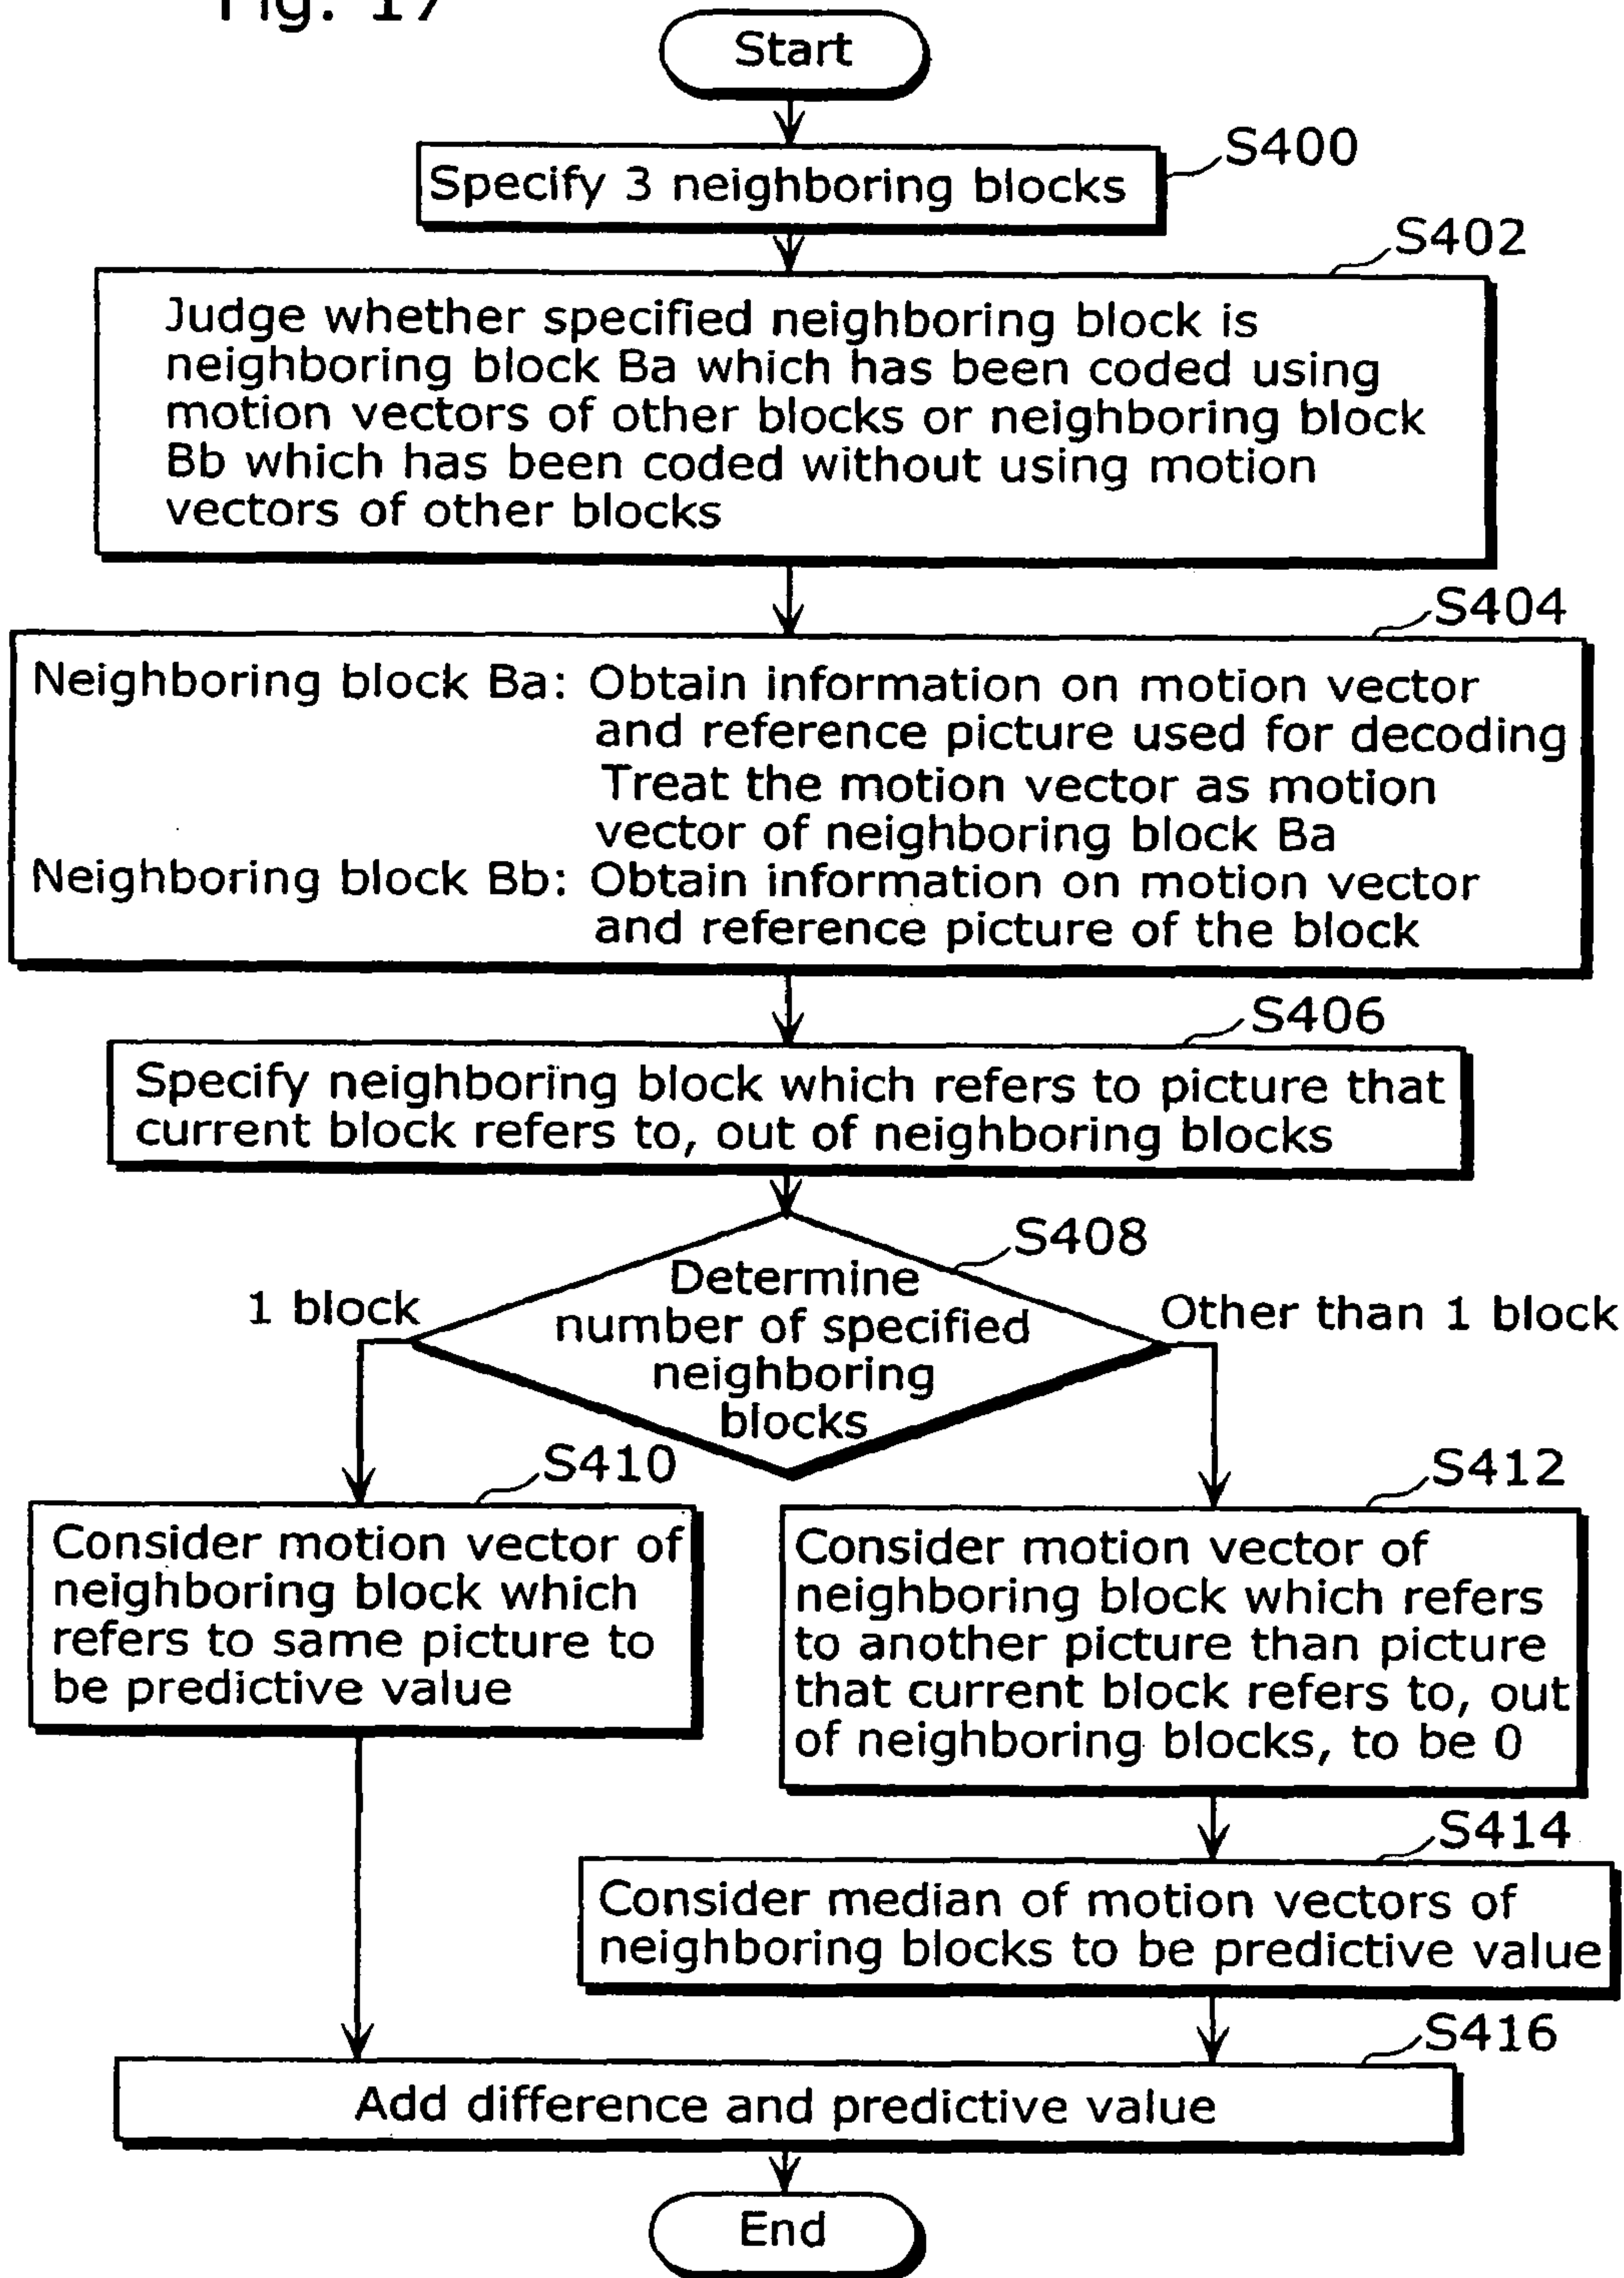 Fig. 17
Start
S400
Specify 3 neighboring blocks
S402
Judge whether specified neighboring block is
neighboring block Ba which has been coded using
motion vectors of other blocks or neighboring block
Bb which has been coded without using motion
vectors of other blocks
S404
Neighboring block Ba: Obtain information on motion vector
and reference picture used for decoding
Treat the motion vector as motion
vector of neighboring block Ba
Neighboring block Bb: Obtain information on motion vector
and reference picture of the block
S406
Specify neighboring block which refers to picture that
current block refers to, out of neighboring blocks
S408
Determine
number of specified
neighboring
blocks
1 block
Other than 1 block
S410
Consider motion vector of
neighboring block which
refers to same picture to
be predictive value
S412
Consider motion vector of
neighboring block which refers
to another picture than picture
that current block refers to, out
of neighboring blocks, to be 0
S414
Consider median of motion vectors of
neighboring blocks to be predictive value
S416
Add difference and predictive value
End